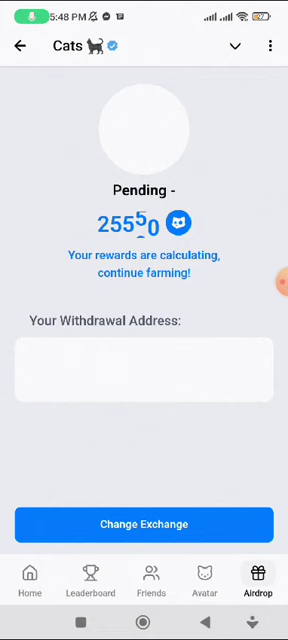 5:48 PM
Cats 🐈‍⬛
Pending -
Your rewards are calculating,
continue farming!
Your Withdrawal Address:
Change Exchange
Home
Leaderboard
Friends
Avatar
Airdrop